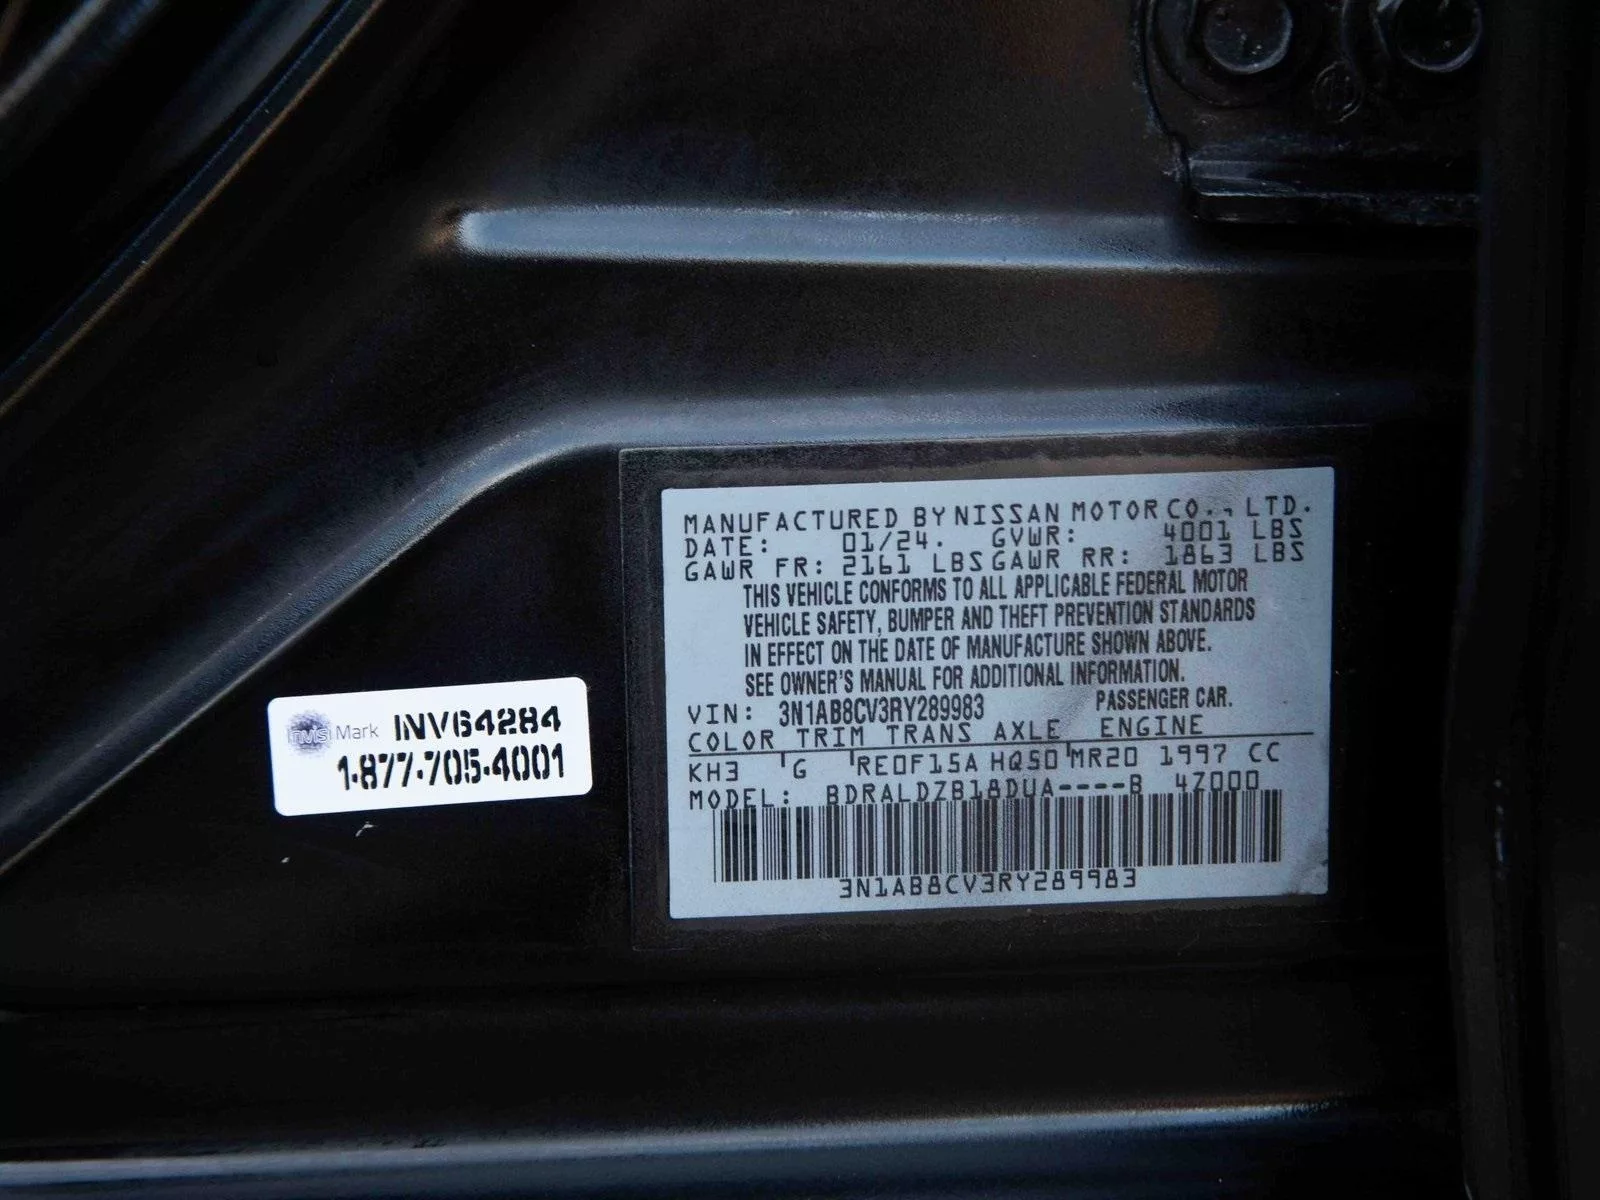 MANUFACTURED BY NISSAN MOTOR CO., LTD.
DATE: 01/24. GVWR: 4001 LBS
GAWR FR: 2161 LBS GAWR RR: 1863 LBS
THIS VEHICLE CONFORMS TO ALL APPLICABLE FEDERAL MOTOR
VEHICLE SAFETY, BUMPER AND THEFT PREVENTION STANDARDS
IN EFFECT ON THE DATE OF MANUFACTURE SHOWN ABOVE.
SEE OWNER'S MANUAL FOR ADDITIONAL INFORMATION.
VIN: 3N1AB8CV3RY289983 PASSENGER CAR.
COLOR TRIM TRANS AXLE ENGINE
KH3 G RE0F15A HQ50 MR20 1997 CC
MODEL: BDRALDZB18DUA----B 4Z000
3N1AB8CV3RY289983
invisiMark INV64284
1-877-705-4001